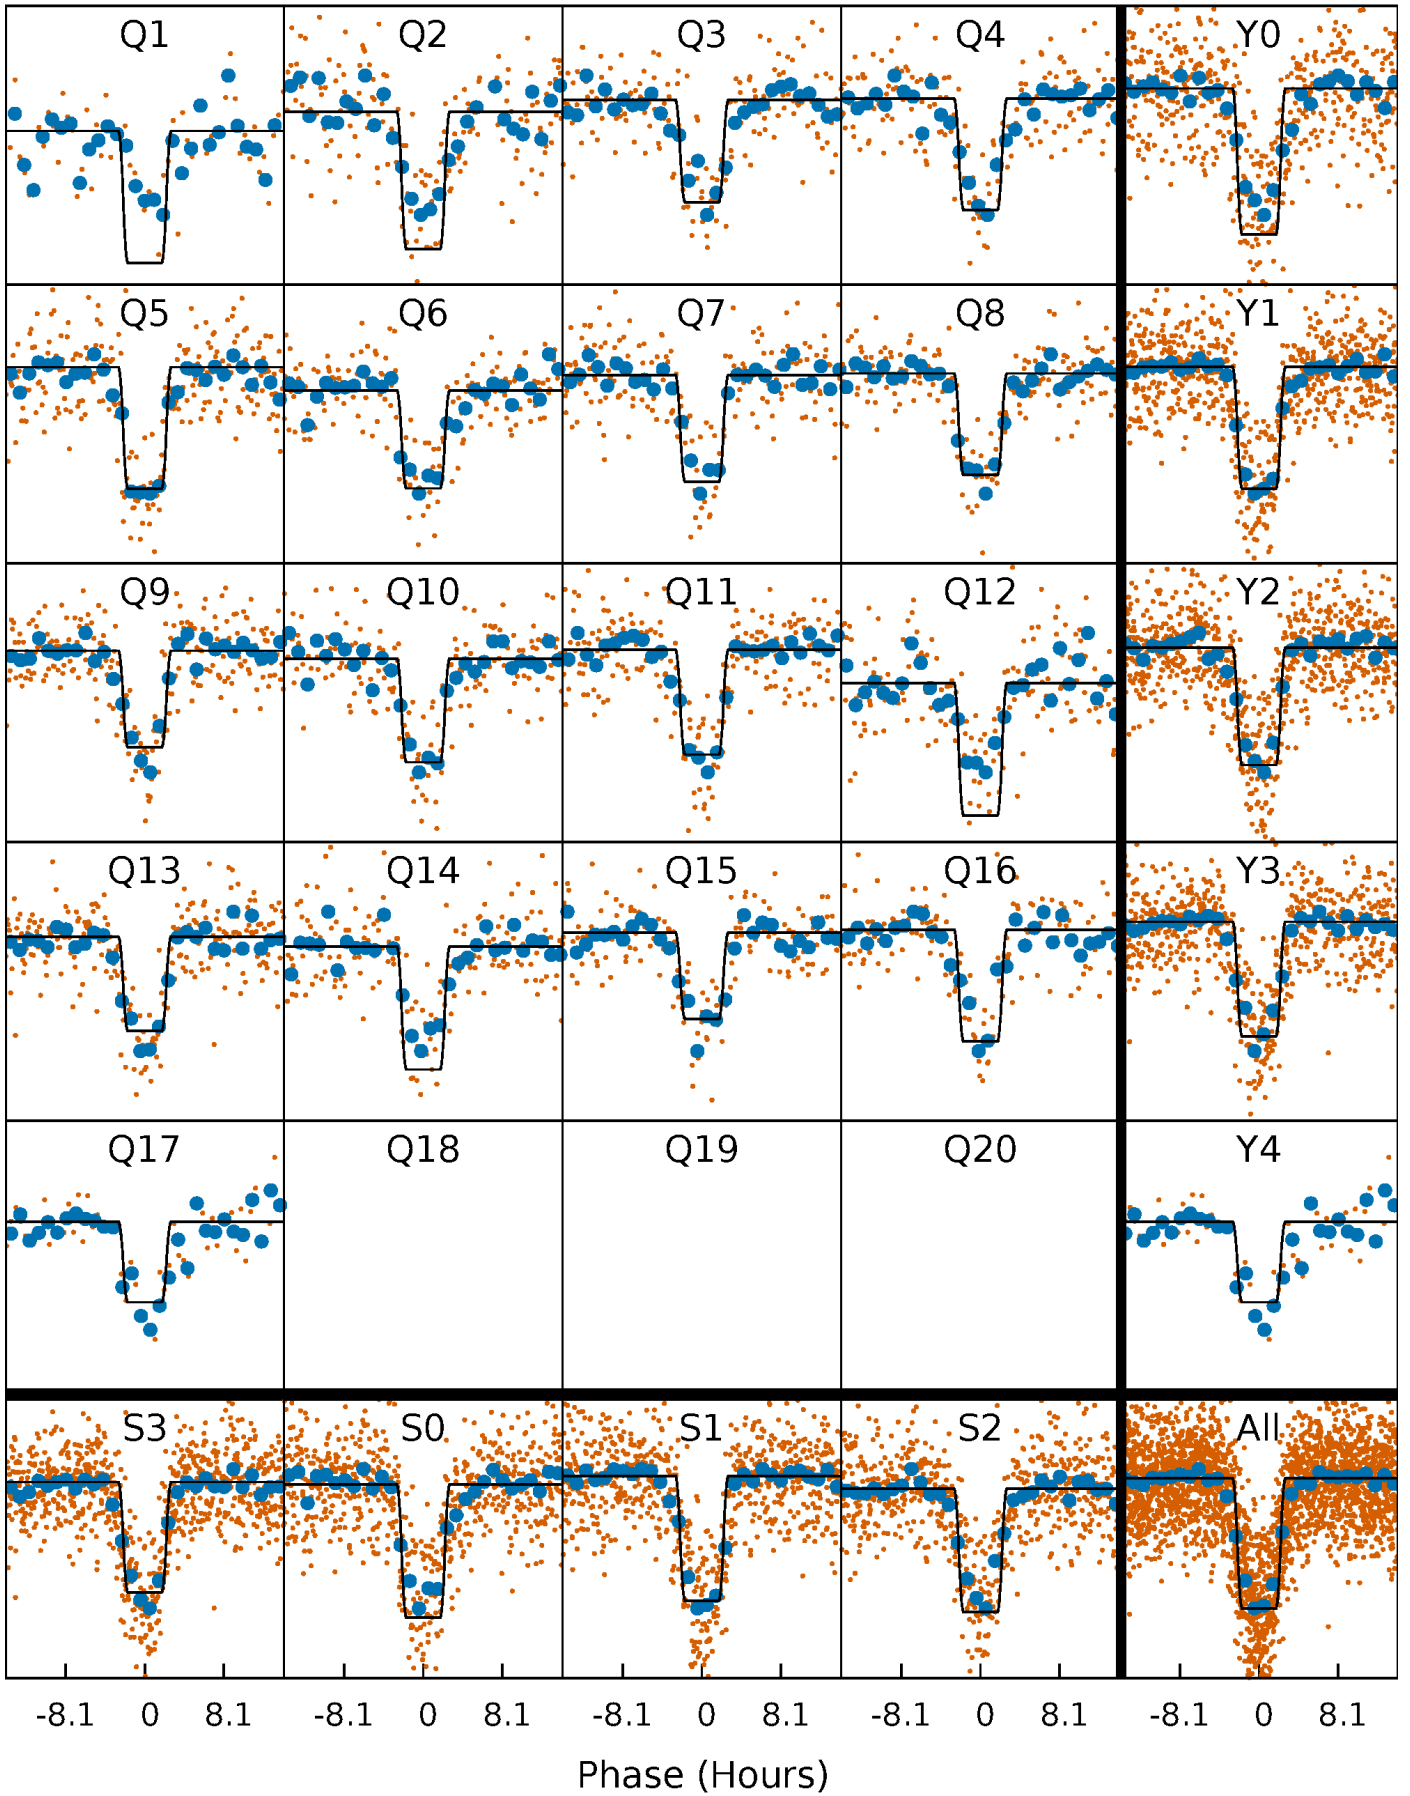 Q1 Q2 Q3 Q4 Y0
Q5 Q6 Q7 Q8 Y1
Q9 Q10 Q11 Q12 Y2
Q13 Q14 Q15 Q16 Y3
Q17 Q18 Q19 Q20 Y4
S3 S0 S1 S2 All
-8.1 0 8.1 -8.1 0 8.1 -8.1 0 8.1 -8.1 0 8.1 -8.1 0 8.1
Phase (Hours)